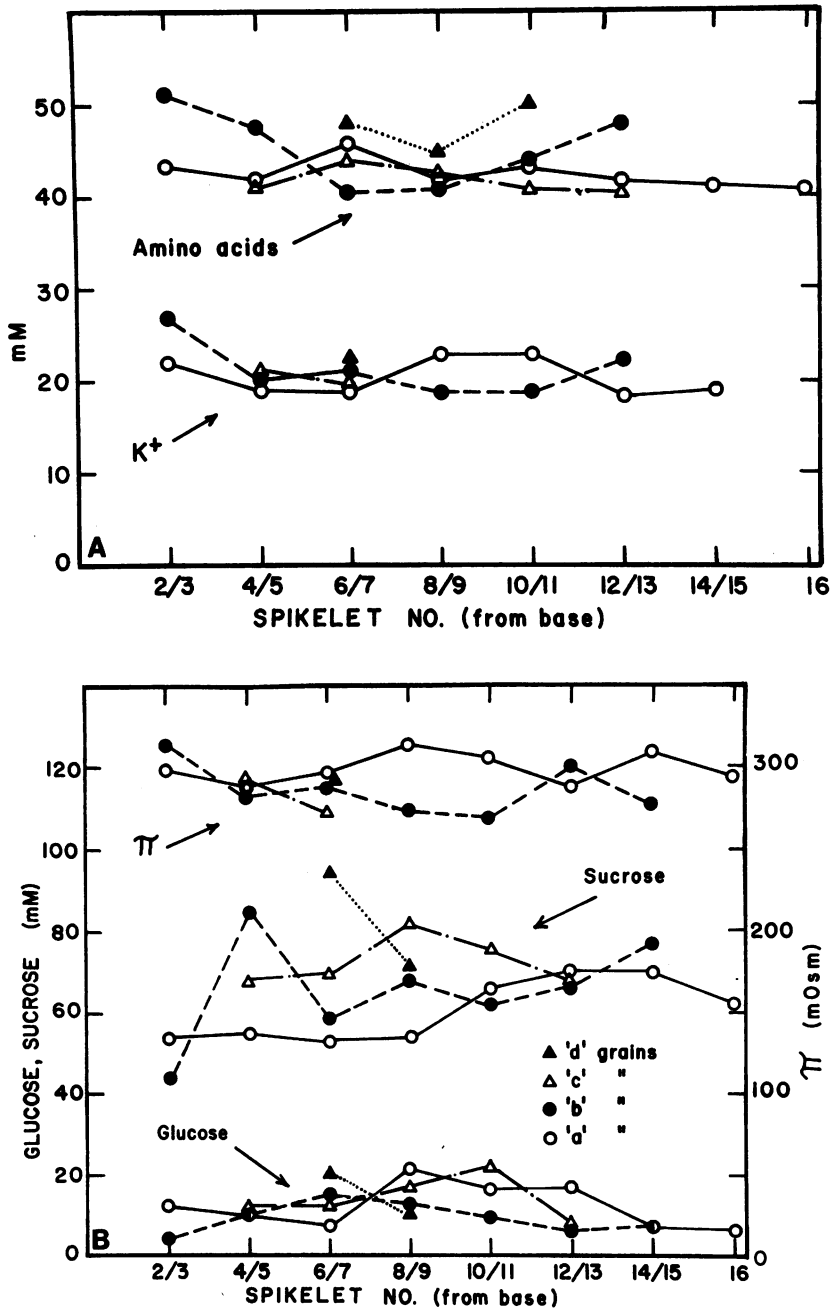 50
40
30
20
10
0
mM
Amino acids
K+
A
2/3 4/5 6/7 8/9 10/11 12/13 14/15 16
SPIKELET NO. (from base)
120
100
80
60
40
20
0
GLUCOSE, SUCROSE (mM)
300
200
100
0
π (mOsm)
π
Sucrose
Glucose
▲ 'd' grains
△ 'c' "
● 'b' "
○ 'a' "
B
2/3 4/5 6/7 8/9 10/11 12/13 14/15 16
SPIKELET NO. (from base)